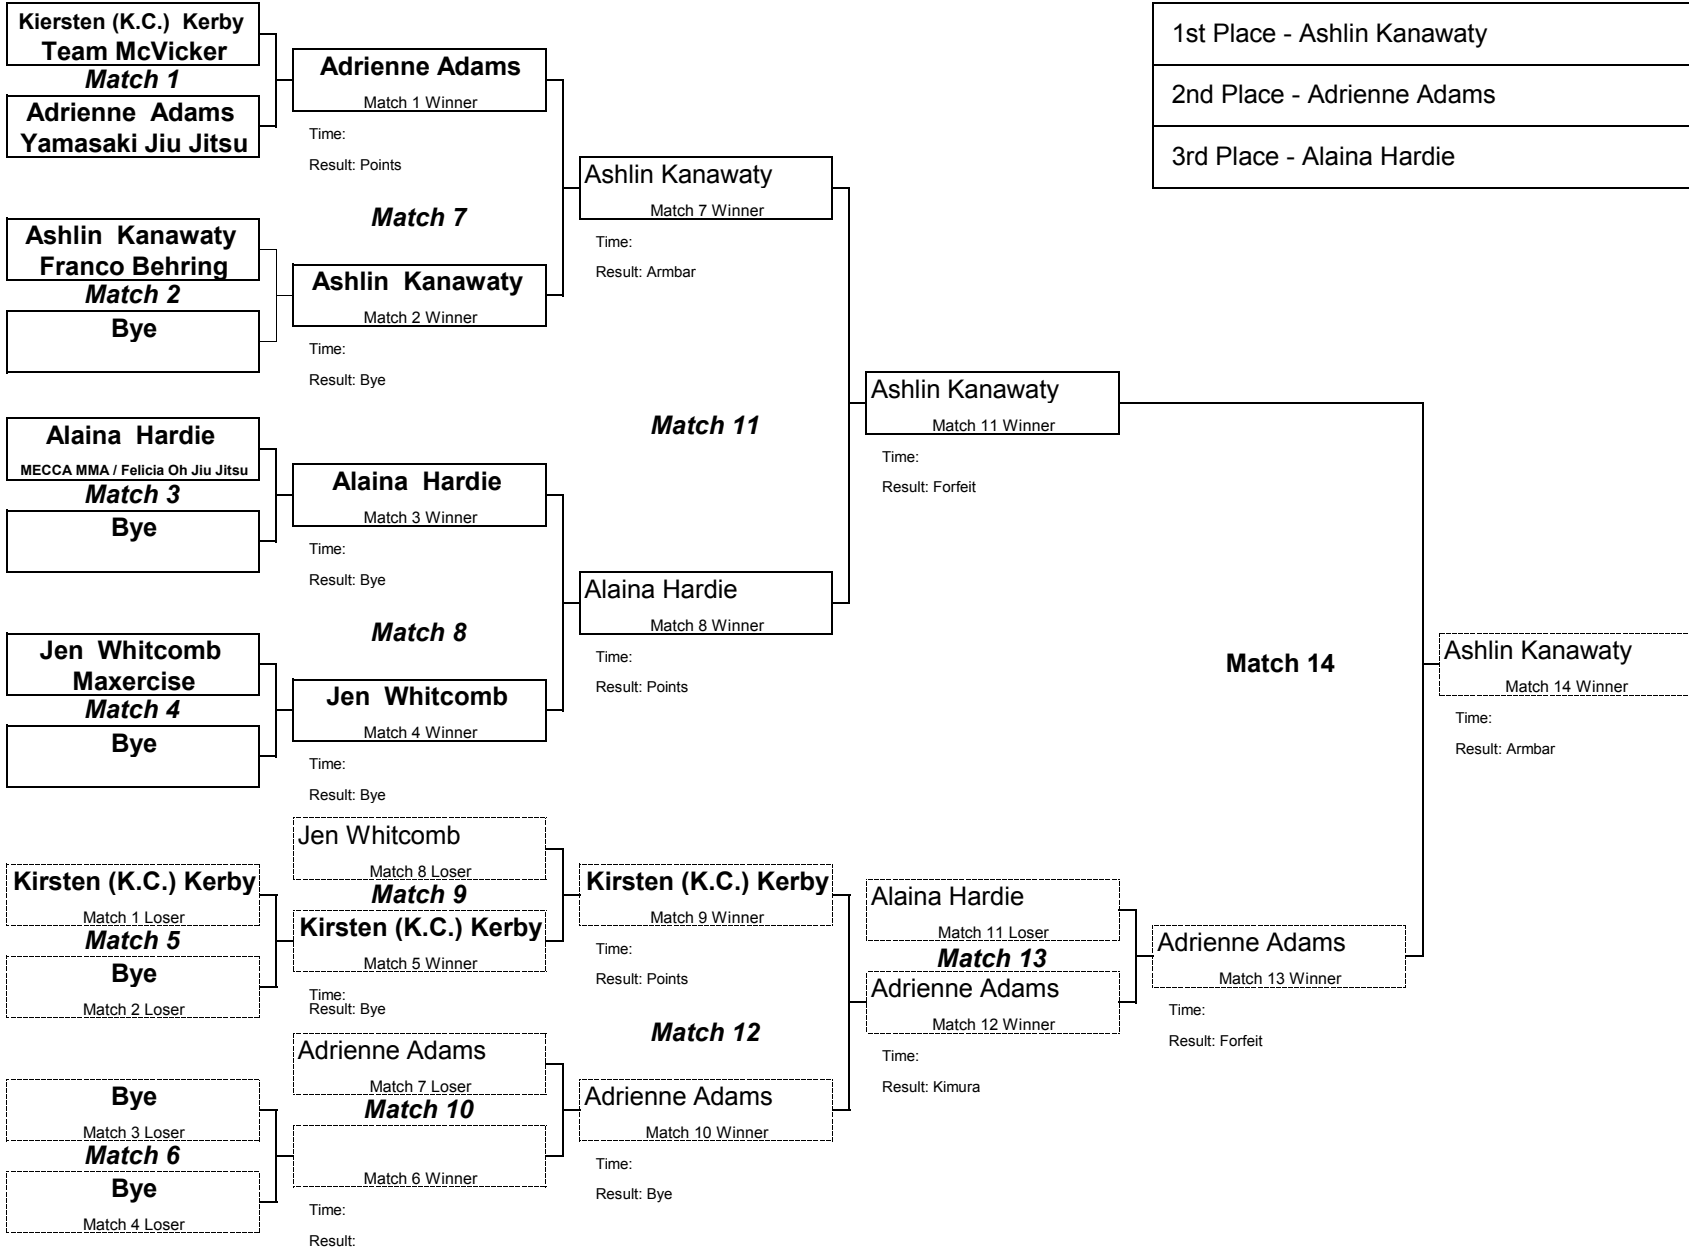 Kiersten (K.C.) Kerby
Team McVicker
Match 1
Adrienne Adams
Yamasaki Jiu Jitsu
Ashlin Kanawaty
Franco Behring
Match 2
Bye
Alaina Hardie
MECCA MMA / Felicia Oh Jiu Jitsu
Match 3
Bye
Jen Whitcomb
Maxercise
Match 4
Bye
Kirsten (K.C.) Kerby
Match 1 Loser
Match 5
Bye
Match 2 Loser
Bye
Match 3 Loser
Match 6
Bye
Match 4 Loser
Adrienne Adams
Match 1 Winner
Time:
Result: Points
Match 7
Ashlin Kanawaty
Match 2 Winner
Time:
Result: Bye
Alaina Hardie
Match 3 Winner
Time:
Result: Bye
Match 8
Jen Whitcomb
Match 4 Winner
Time:
Result: Bye
Jen Whitcomb
Match 8 Loser
Match 9
Kirsten (K.C.) Kerby
Match 5 Winner
Time:
Result: Bye
Adrienne Adams
Match 7 Loser
Match 10
Match 6 Winner
Time:
Result:
Ashlin Kanawaty
Match 7 Winner
Time:
Result: Armbar
Match 11
Alaina Hardie
Match 8 Winner
Time:
Result: Points
Kirsten (K.C.) Kerby
Match 9 Winner
Time:
Result: Points
Match 12
Adrienne Adams
Match 10 Winner
Time:
Result: Bye
Ashlin Kanawaty
Match 11 Winner
Time:
Result: Forfeit
Alaina Hardie
Match 11 Loser
Match 13
Adrienne Adams
Match 12 Winner
Time:
Result: Kimura
1st Place - Ashlin Kanawaty
2nd Place - Adrienne Adams
3rd Place - Alaina Hardie
Match 14
Adrienne Adams
Match 13 Winner
Time:
Result: Forfeit
Ashlin Kanawaty
Match 14 Winner
Time:
Result: Armbar